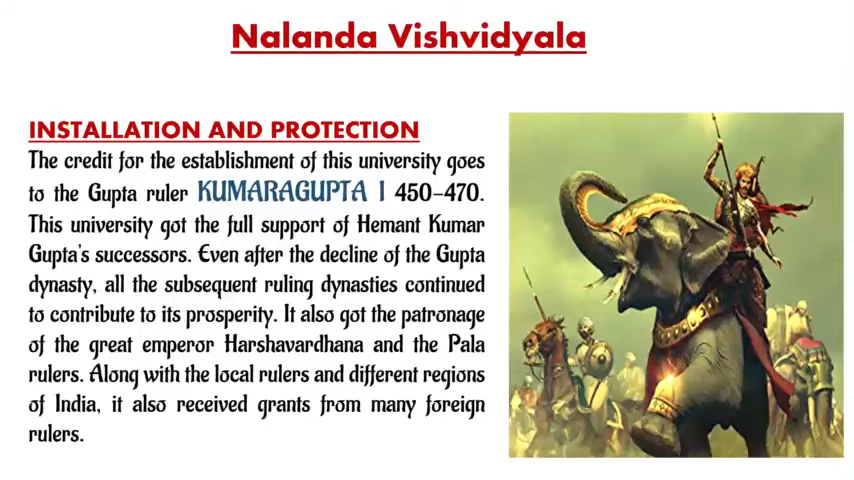 Nalanda Vishvidyala
INSTALLATION AND PROTECTION
The credit for the establishment of this university goes
to the Gupta ruler KUMARAGUPTA I 450-470.
This university got the full support of Hemant Kumar
Gupta's successors. Even after the decline of the Gupta
dynasty, all the subsequent ruling dynasties continued
to contribute to its prosperity. It also got the patronage
of the great emperor Harshavardhana and the Pala
rulers. Along with the local rulers and different regions
of India, it also received grants from many foreign
rulers.